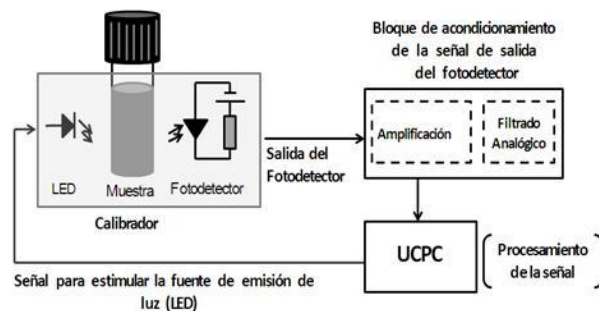 Bloque de acondicionamiento
de la señal de salida
del fotodetector
Amplificación
Filtrado
Analógico
LED
Muestra
Fotodetector
Salida del
Fotodetector
Calibrador
UCPC
Procesamiento
de la señal
Señal para estimular la fuente de emisión de
luz (LED)